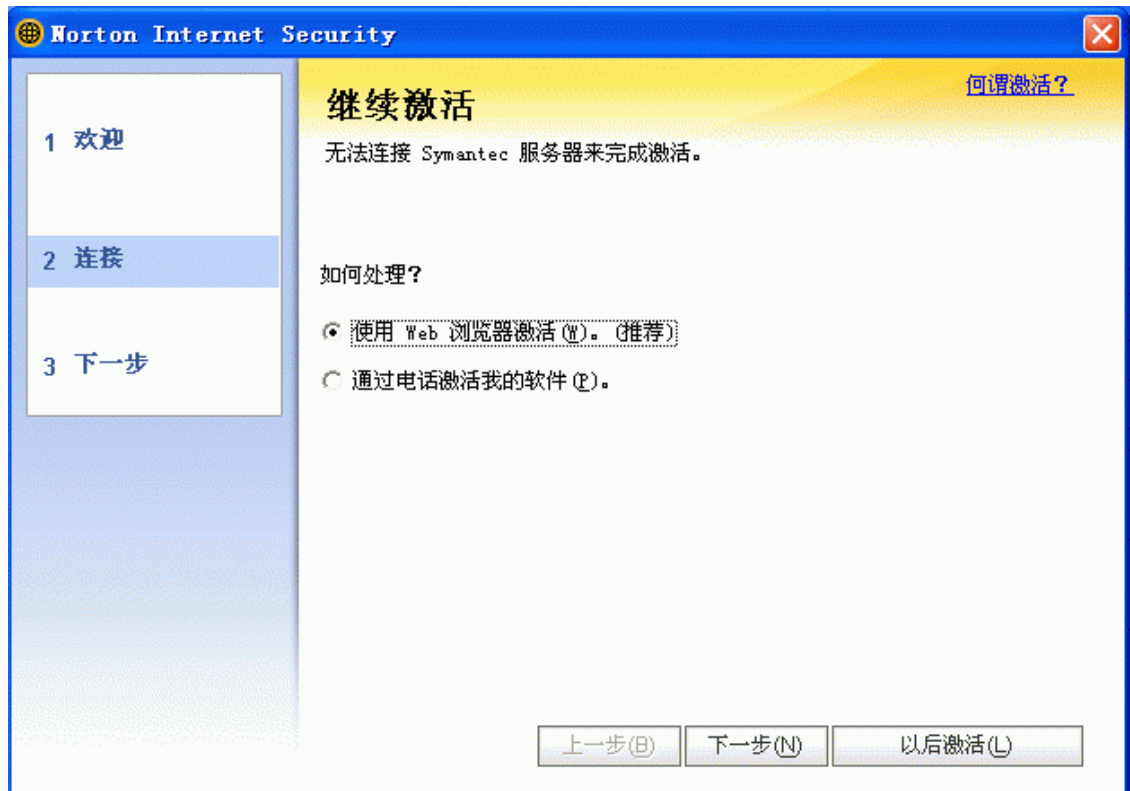 Norton Internet Security
何谓激活？
继续激活
无法连接 Symantec 服务器来完成激活。
1 欢迎
2 连接
3 下一步
如何处理？
使用 Web 浏览器激活(W)。(推荐)
通过电话激活我的软件(P)。
上一步(B)
下一步(N)
以后激活(L)